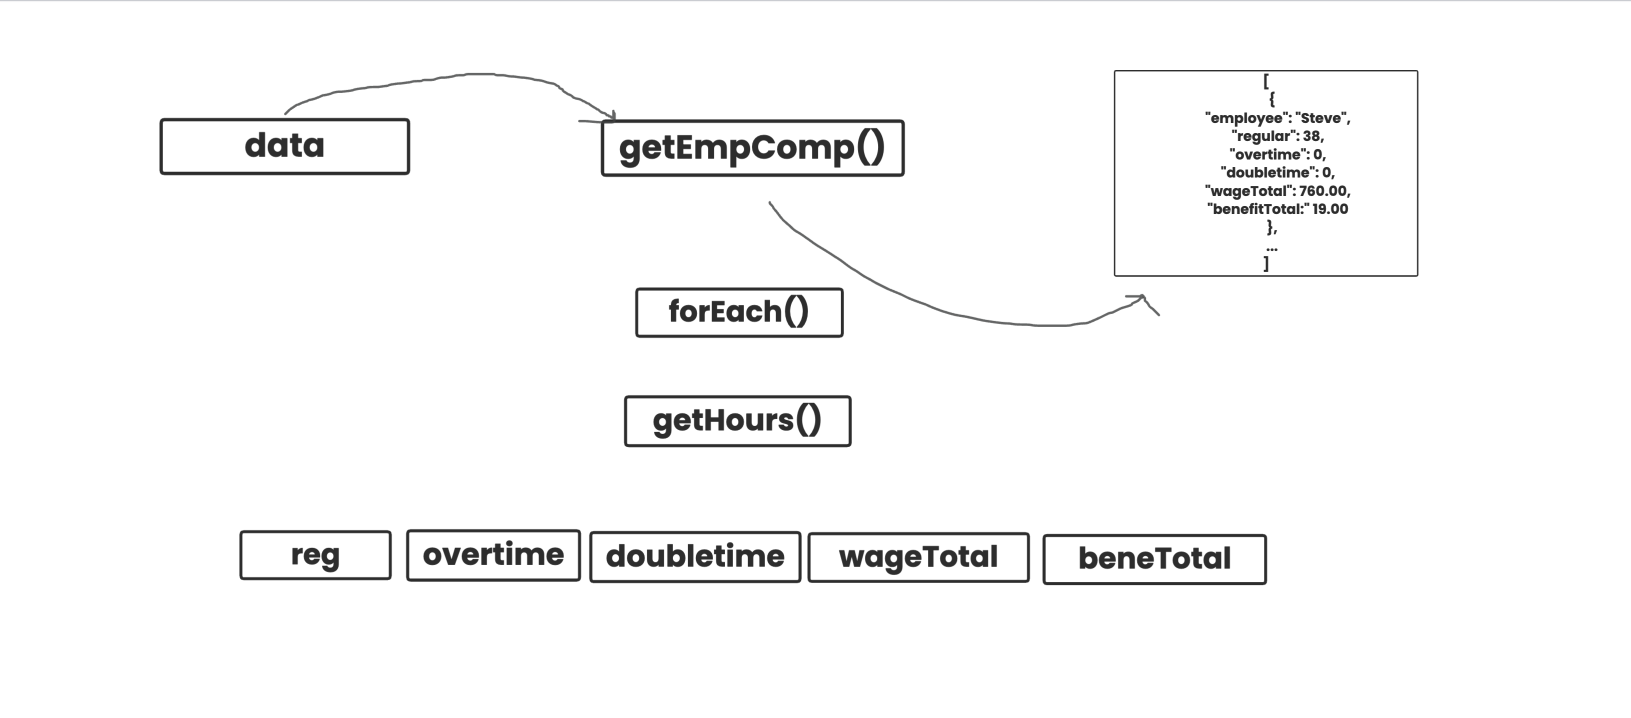 data
getEmpComp()
[
{
"employee": "Steve",
"regular": 38,
"overtime": 0,
"doubletime": 0,
"wageTotal": 760.00,
"benefitTotal:" 19.00
},
...
]
forEach()
getHours()
reg
overtime
doubletime
wageTotal
beneTotal